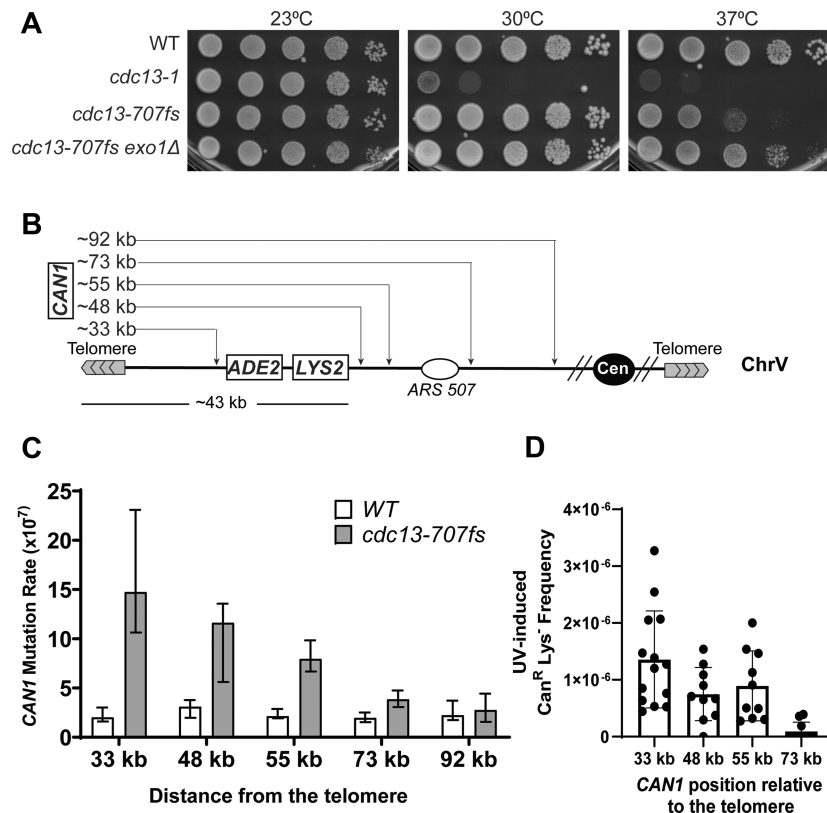 A
23ºC 30ºC 37ºC
WT
cdc13-1
cdc13-707fs
cdc13-707fs exo1Δ
B
CAN1
~92 kb
~73 kb
~55 kb
~48 kb
~33 kb
Telomere
ADE2 LYS2
ARS 507
Cen
Telomere
ChrV
~43 kb
C
CAN1 Mutation Rate (x10⁻⁷)
25
20
15
10
5
0
WT
cdc13-707fs
33 kb 48 kb 55 kb 73 kb 92 kb
Distance from the telomere
D
UV-induced
Canᴿ Lys⁻ Frequency
4×10⁻⁶
3×10⁻⁶
2×10⁻⁶
1×10⁻⁶
0
33 kb 48 kb 55 kb 73 kb
CAN1 position relative
to the telomere